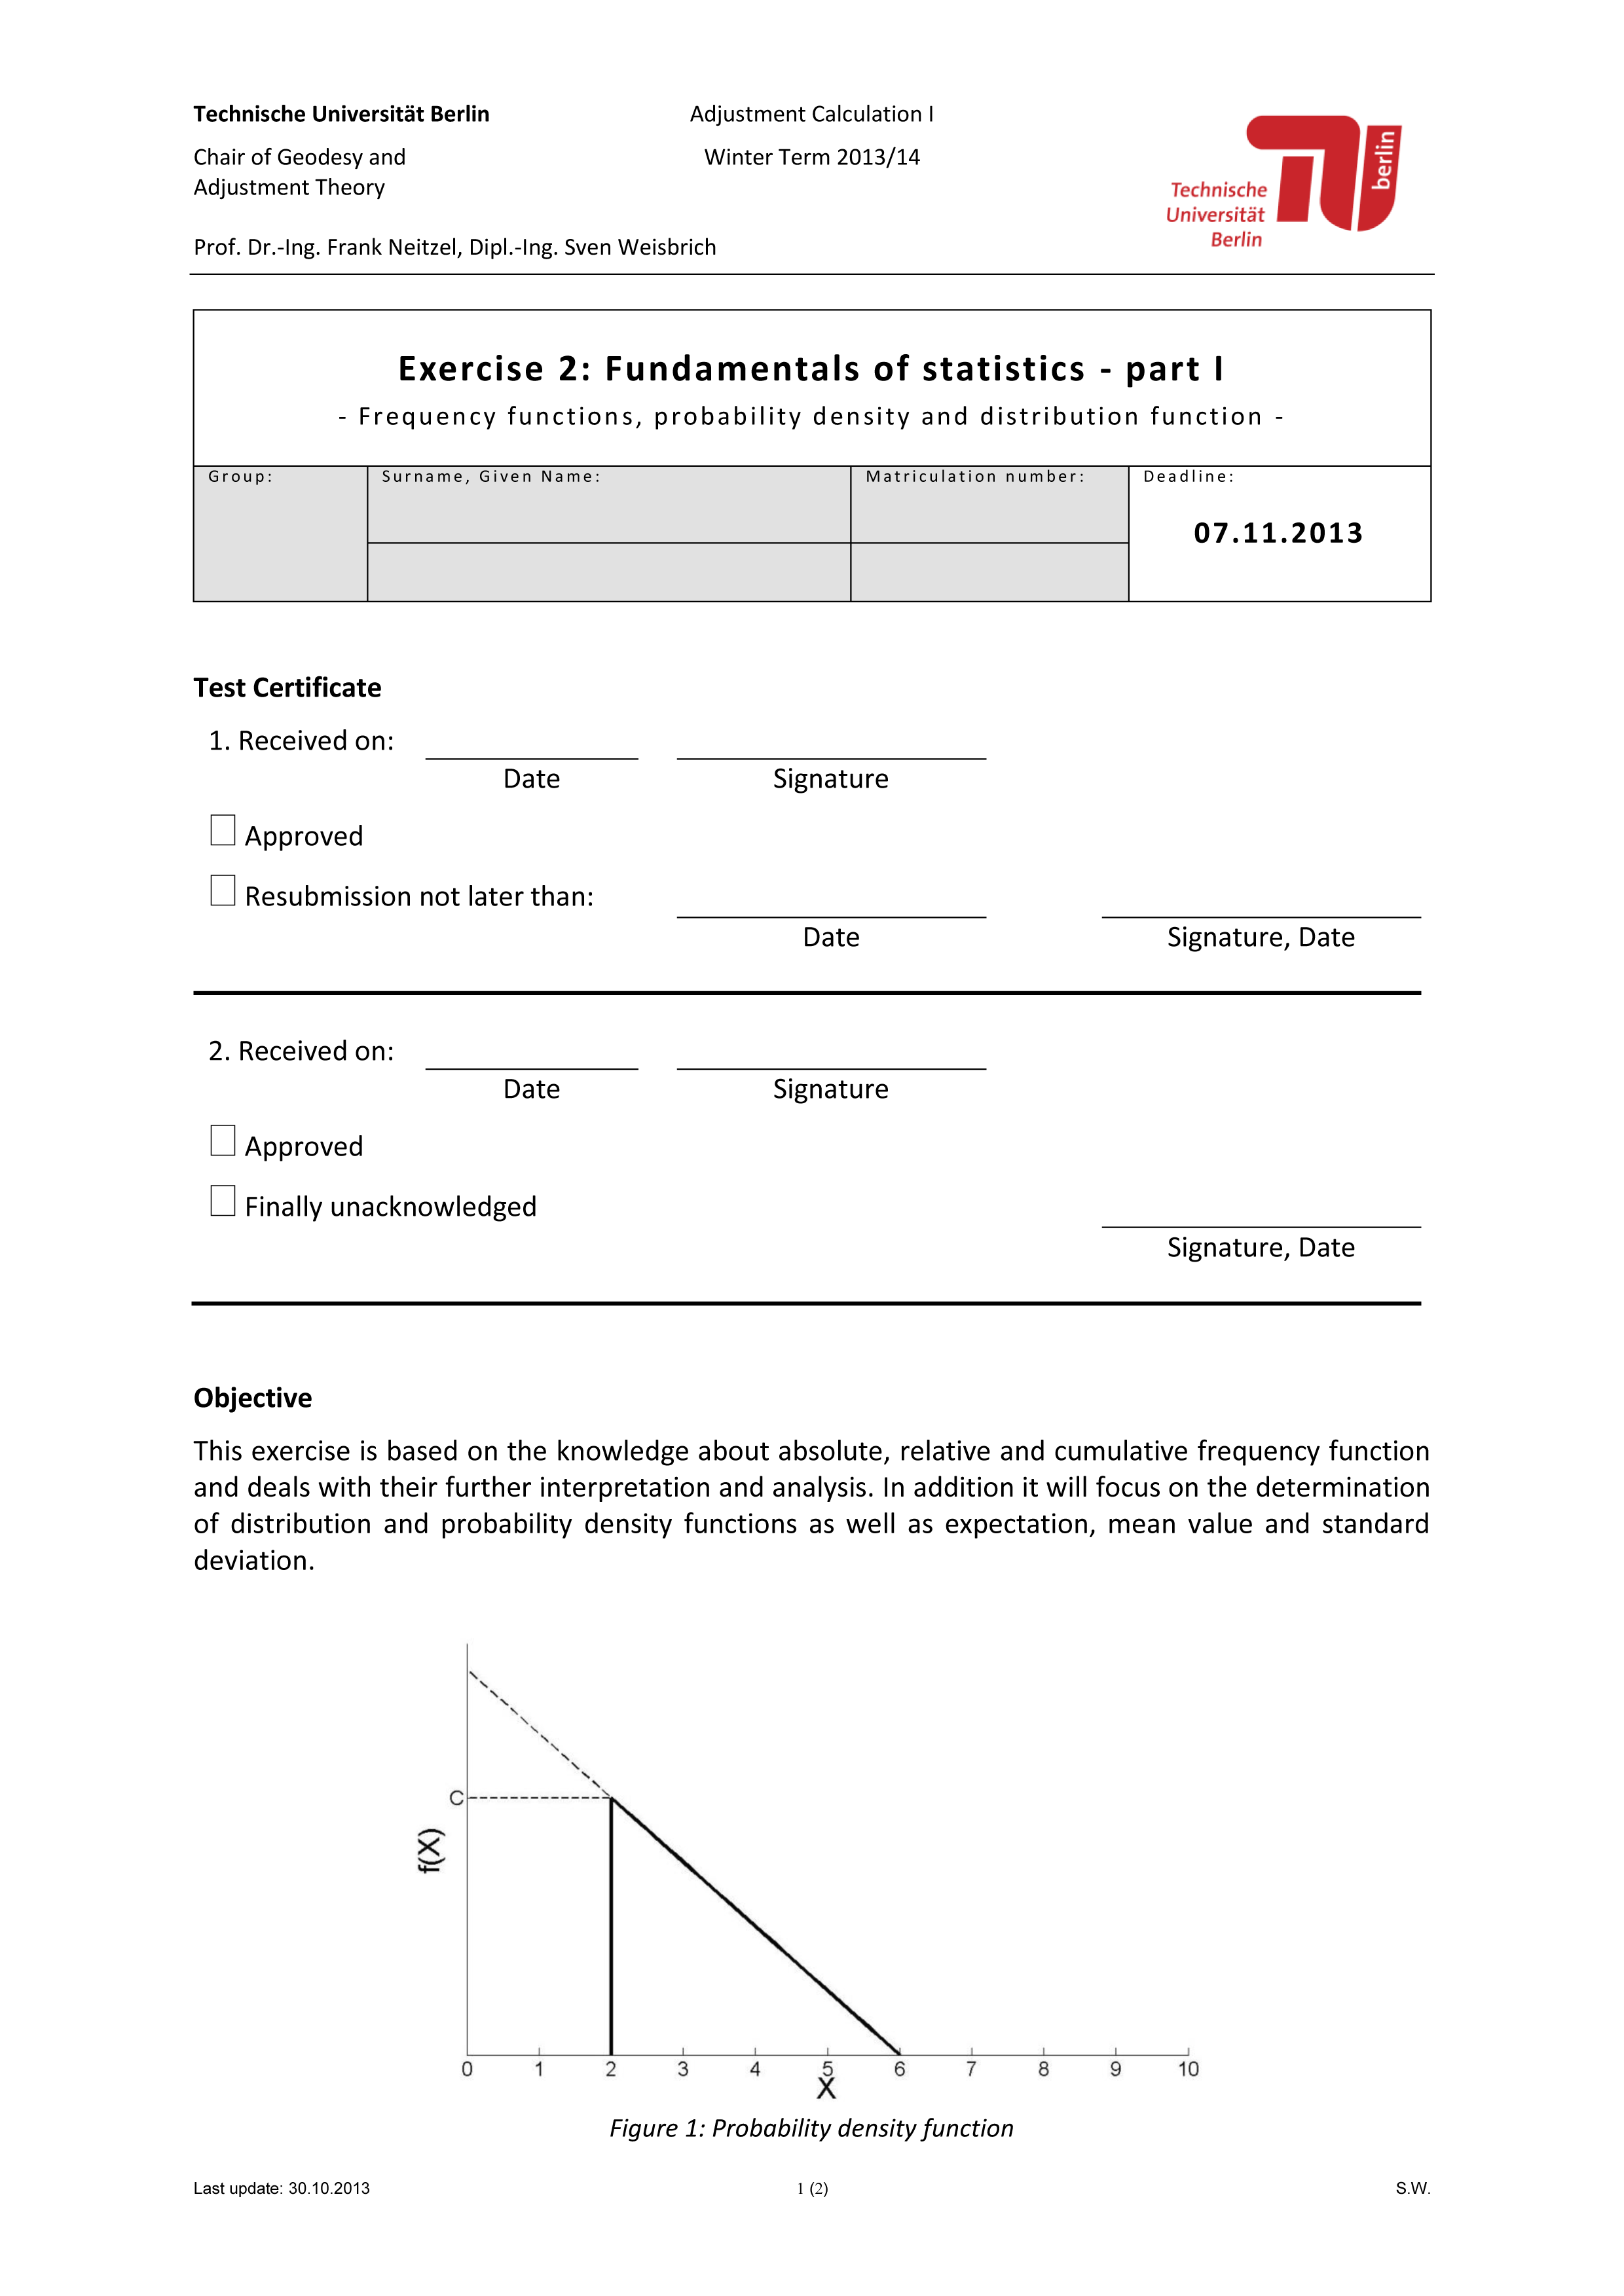 Technische Universität Berlin
Adjustment Calculation I
Chair of Geodesy and
Adjustment Theory
Winter Term 2013/14
Prof. Dr.-Ing. Frank Neitzel, Dipl.-Ing. Sven Weisbrich
Technische
Universität
Berlin
berlin
Exercise 2: Fundamentals of statistics - part I
- Frequency functions, probability density and distribution function -
Group:
Surname, Given Name:
Matriculation number:
Deadline:
07.11.2013
Test Certificate
1. Received on:
Date
Signature
Approved
Resubmission not later than:
Date
Signature, Date
2. Received on:
Date
Signature
Approved
Finally unacknowledged
Signature, Date
Objective
This exercise is based on the knowledge about absolute, relative and cumulative frequency function
and deals with their further interpretation and analysis. In addition it will focus on the determination
of distribution and probability density functions as well as expectation, mean value and standard
deviation.
C
f(X)
0 1 2 3 4 5 6 7 8 9 10
X
Figure 1: Probability density function
Last update: 30.10.2013
1 (2)
S.W.